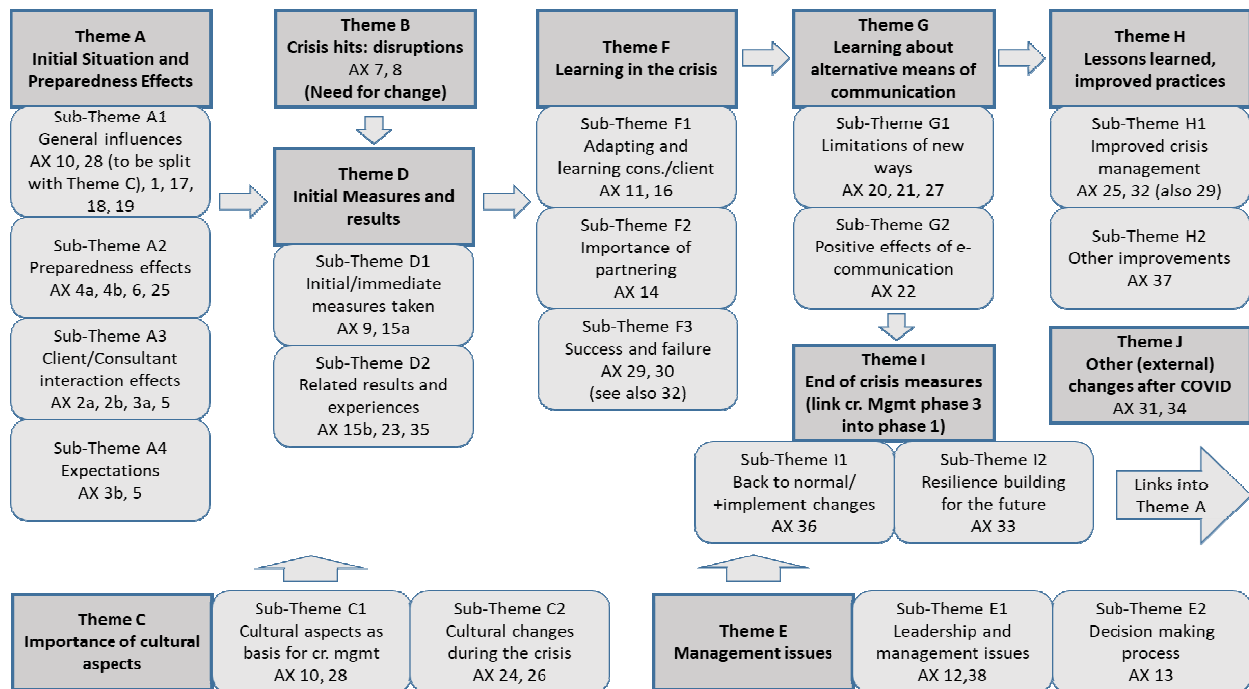 Theme A
Initial Situation and
Preparedness Effects
Sub-Theme A1
General influences
AX 10, 28 (to be split
with Theme C), 1, 17,
18, 19
Sub-Theme A2
Preparedness effects
AX 4a, 4b, 6, 25
Sub-Theme A3
Client/Consultant
interaction effects
AX 2a, 2b, 3a, 5
Sub-Theme A4
Expectations
AX 3b, 5
Theme B
Crisis hits: disruptions
AX 7, 8
(Need for change)
Theme D
Initial Measures and
results
Sub-Theme D1
Initial/immediate
measures taken
AX 9, 15a
Sub-Theme D2
Related results and
experiences
AX 15b, 23, 35
Theme F
Learning in the crisis
Sub-Theme F1
Adapting and
learning cons./client
AX 11, 16
Sub-Theme F2
Importance of
partnering
AX 14
Sub-Theme F3
Success and failure
AX 29, 30
(see also 32)
Theme G
Learning about
alternative means of
communication
Sub-Theme G1
Limitations of new
ways
AX 20, 21, 27
Sub-Theme G2
Positive effects of e-
communication
AX 22
Theme H
Lessons learned,
improved practices
Sub-Theme H1
Improved crisis
management
AX 25, 32 (also 29)
Sub-Theme H2
Other improvements
AX 37
Theme I
End of crisis measures
(link cr. Mgmt phase 3
into phase 1)
Sub-Theme I1
Back to normal/
+implement changes
AX 36
Sub-Theme I2
Resilience building
for the future
AX 33
Theme J
Other (external)
changes after COVID
AX 31, 34
Links into
Theme A
Theme C
Importance of cultural
aspects
Sub-Theme C1
Cultural aspects as
basis for cr. mgmt
AX 10, 28
Sub-Theme C2
Cultural changes
during the crisis
AX 24, 26
Theme E
Management issues
Sub-Theme E1
Leadership and
management issues
AX 12,38
Sub-Theme E2
Decision making
process
AX 13